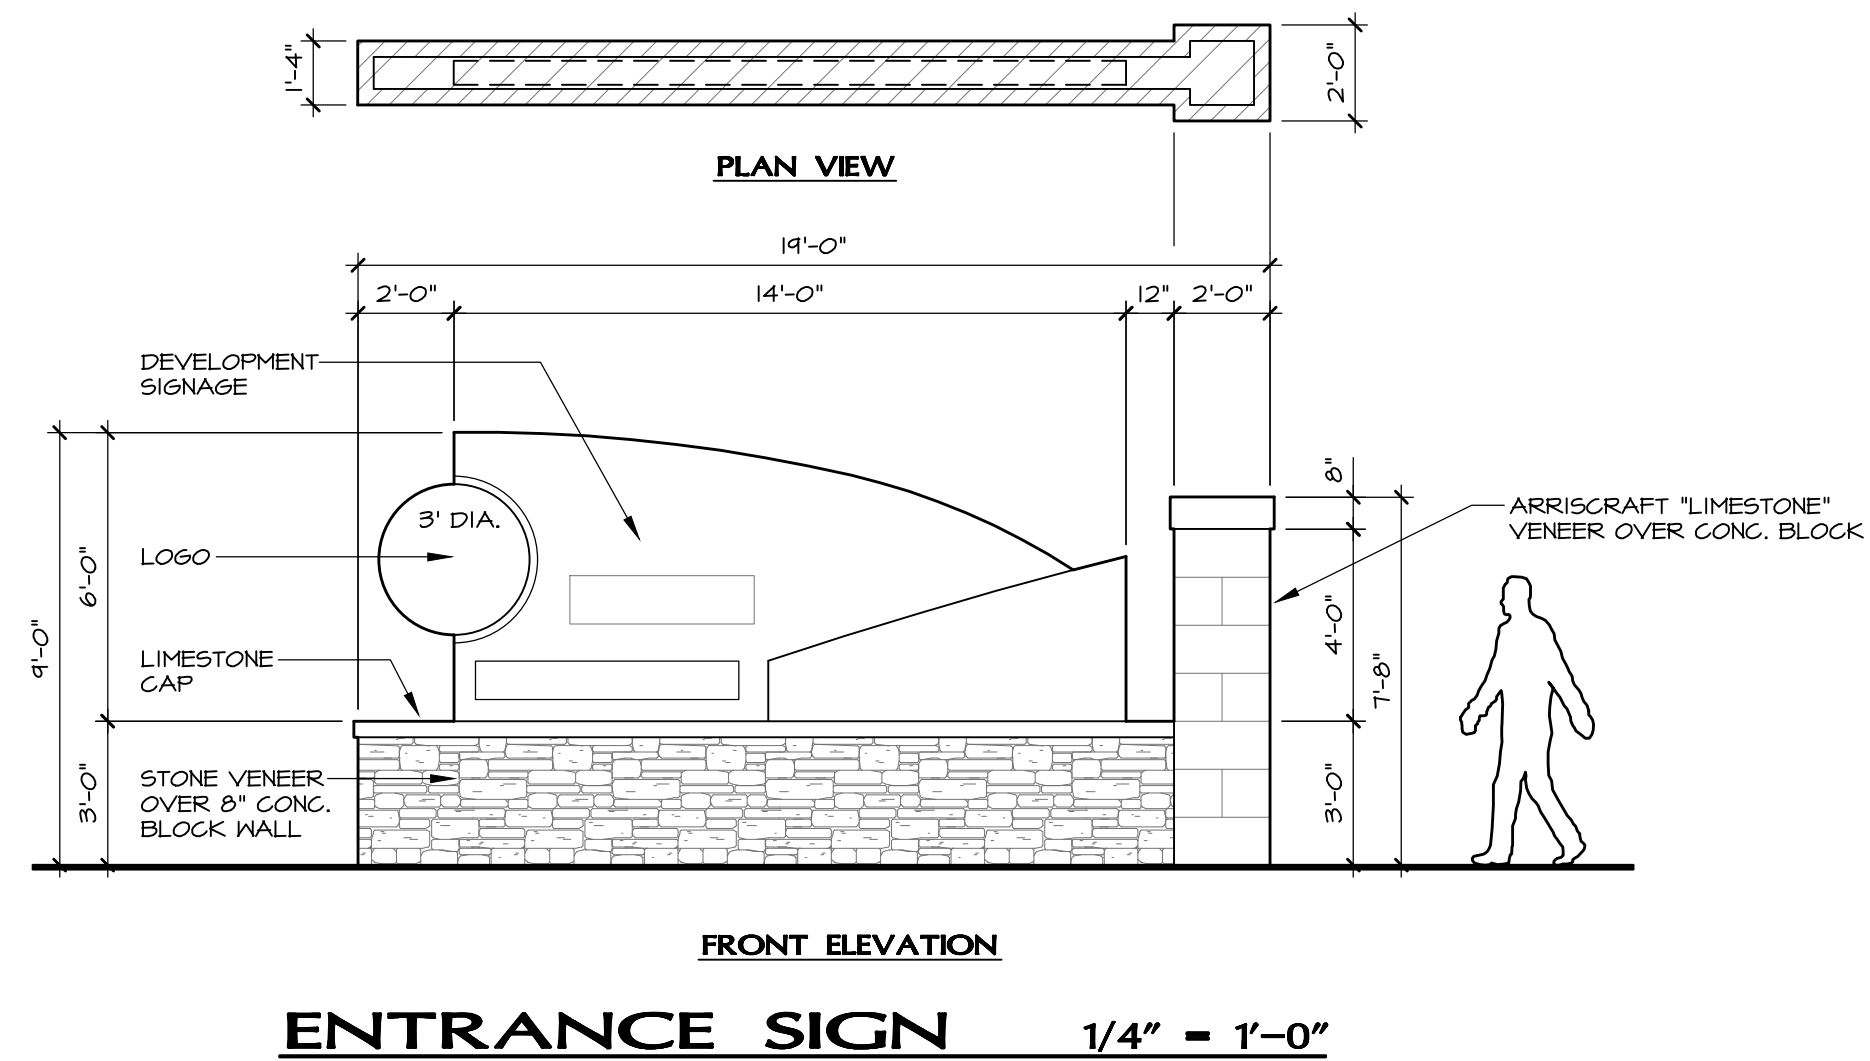 1'-4"
2'-0"
PLAN VIEW
19'-0"
2'-0"
14'-0"
12"
2'-0"
DEVELOPMENT
SIGNAGE
8"
ARRISCRAFT "LIMESTONE"
VENEER OVER CONC. BLOCK
3' DIA.
LOGO
6'-0"
9'-0"
4'-0"
7'-8"
LIMESTONE
CAP
STONE VENEER
OVER 8" CONC.
BLOCK WALL
3'-0"
3'-0"
FRONT ELEVATION
ENTRANCE SIGN 1/4" = 1'-0"